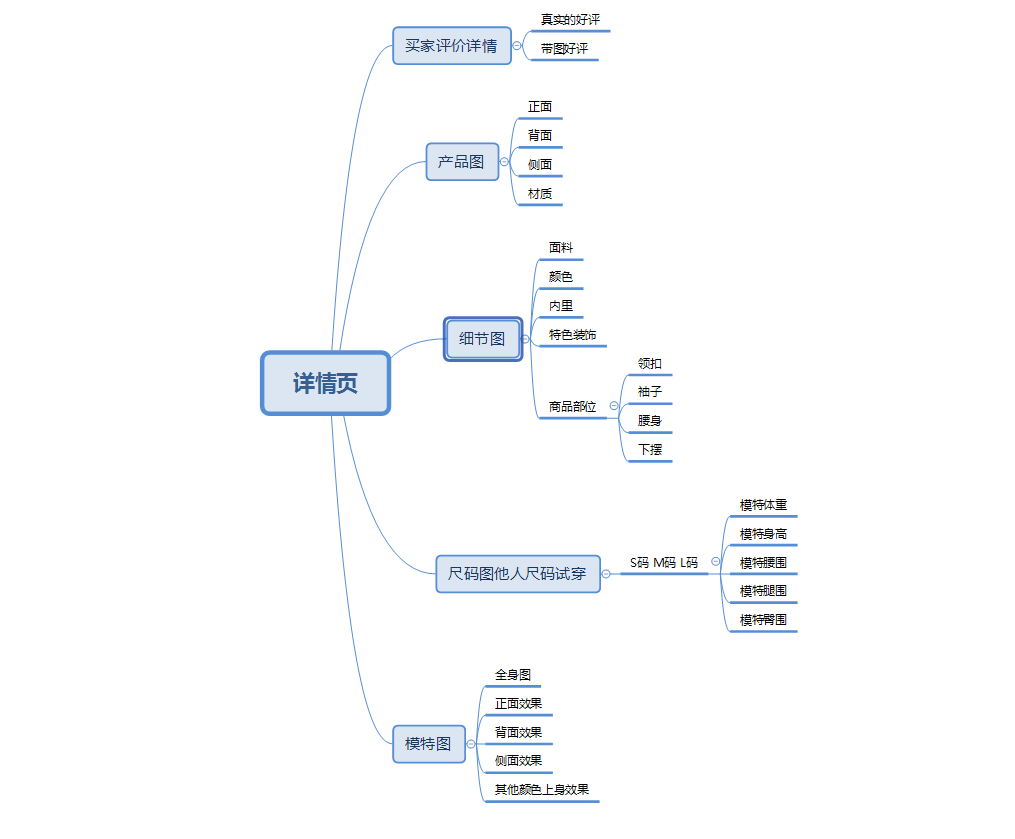 真实的好评
买家评价详情
带图好评
正面
背面
产品图
侧面
材质
面料
颜色
内里
特色装饰
细节图
领扣
详情页
袖子
商品部位
腰身
下摆
模特体重
模特身高
S码 M码 L码
模特腰围
尺码图他人尺码试穿
模特腿围
模特臀围
全身图
正面效果
背面效果
模特图
侧面效果
其他颜色上身效果